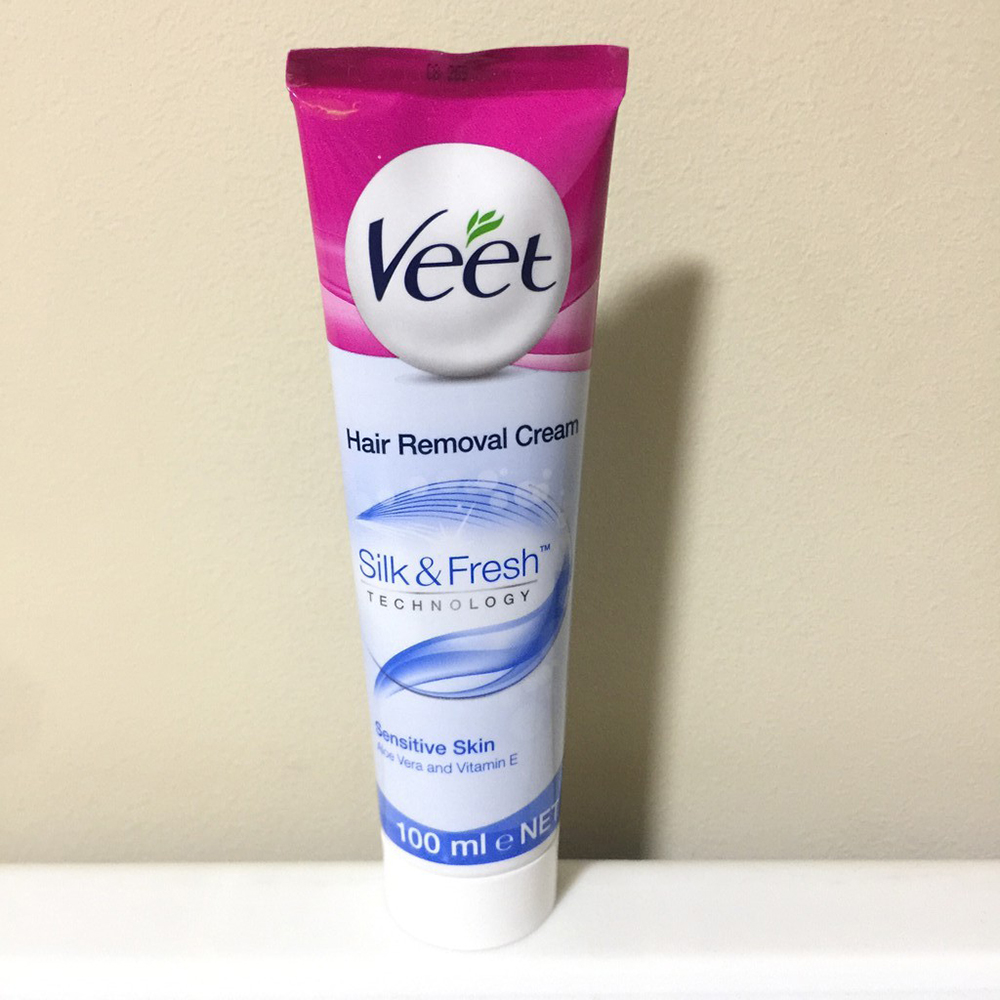 Veet
Hair Removal Cream
Silk & Fresh™
TECHNOLOGY
Sensitive Skin
Aloe Vera and Vitamin E
100 ml ℮ NET